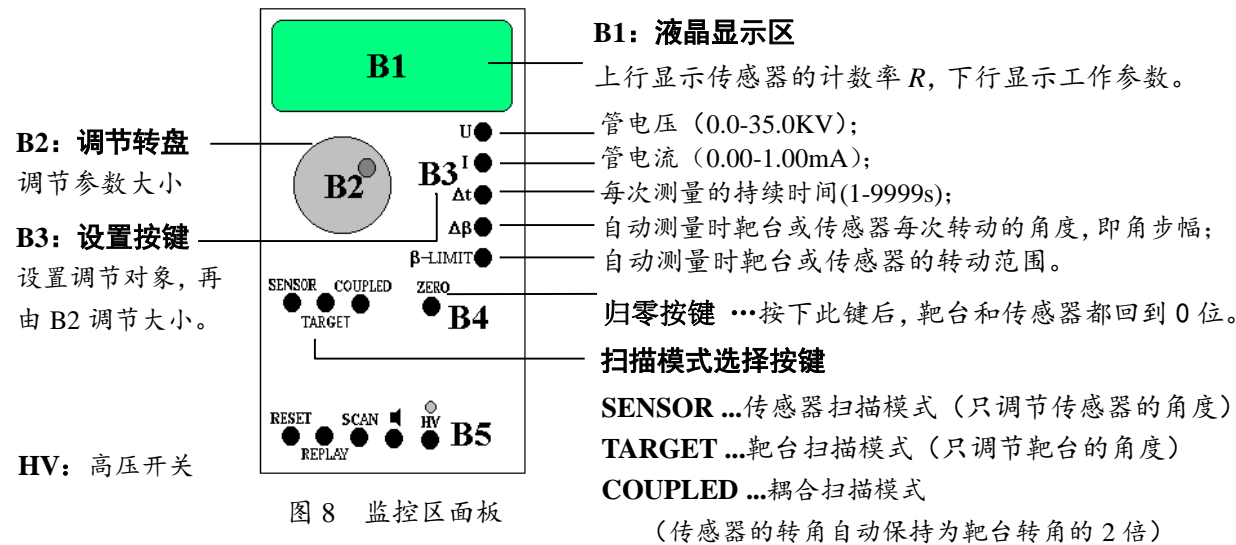 B1：液晶显示区
上行显示传感器的计数率 R，下行显示工作参数。
B1
管电压（0.0-35.0KV）；
管电流（0.00-1.00mA）；
每次测量的持续时间(1-9999s)；
自动测量时靶台或传感器每次转动的角度，即角步幅；
自动测量时靶台或传感器的转动范围。
B2：调节转盘
调节参数大小
B3：设置按键
设置调节对象，再
由 B2 调节大小。
B2
B3
U
I
Δt
Δβ
β-LIMIT
SENSOR COUPLED ZERO
TARGET
B4
归零按键 …按下此键后，靶台和传感器都回到 0 位。
扫描模式选择按键
SENSOR ...传感器扫描模式（只调节传感器的角度）
TARGET ...靶台扫描模式（只调节靶台的角度）
COUPLED ...耦合扫描模式
（传感器的转角自动保持为靶台转角的 2 倍）
RESET SCAN HV
REPLAY
B5
HV：高压开关
图 8 监控区面板